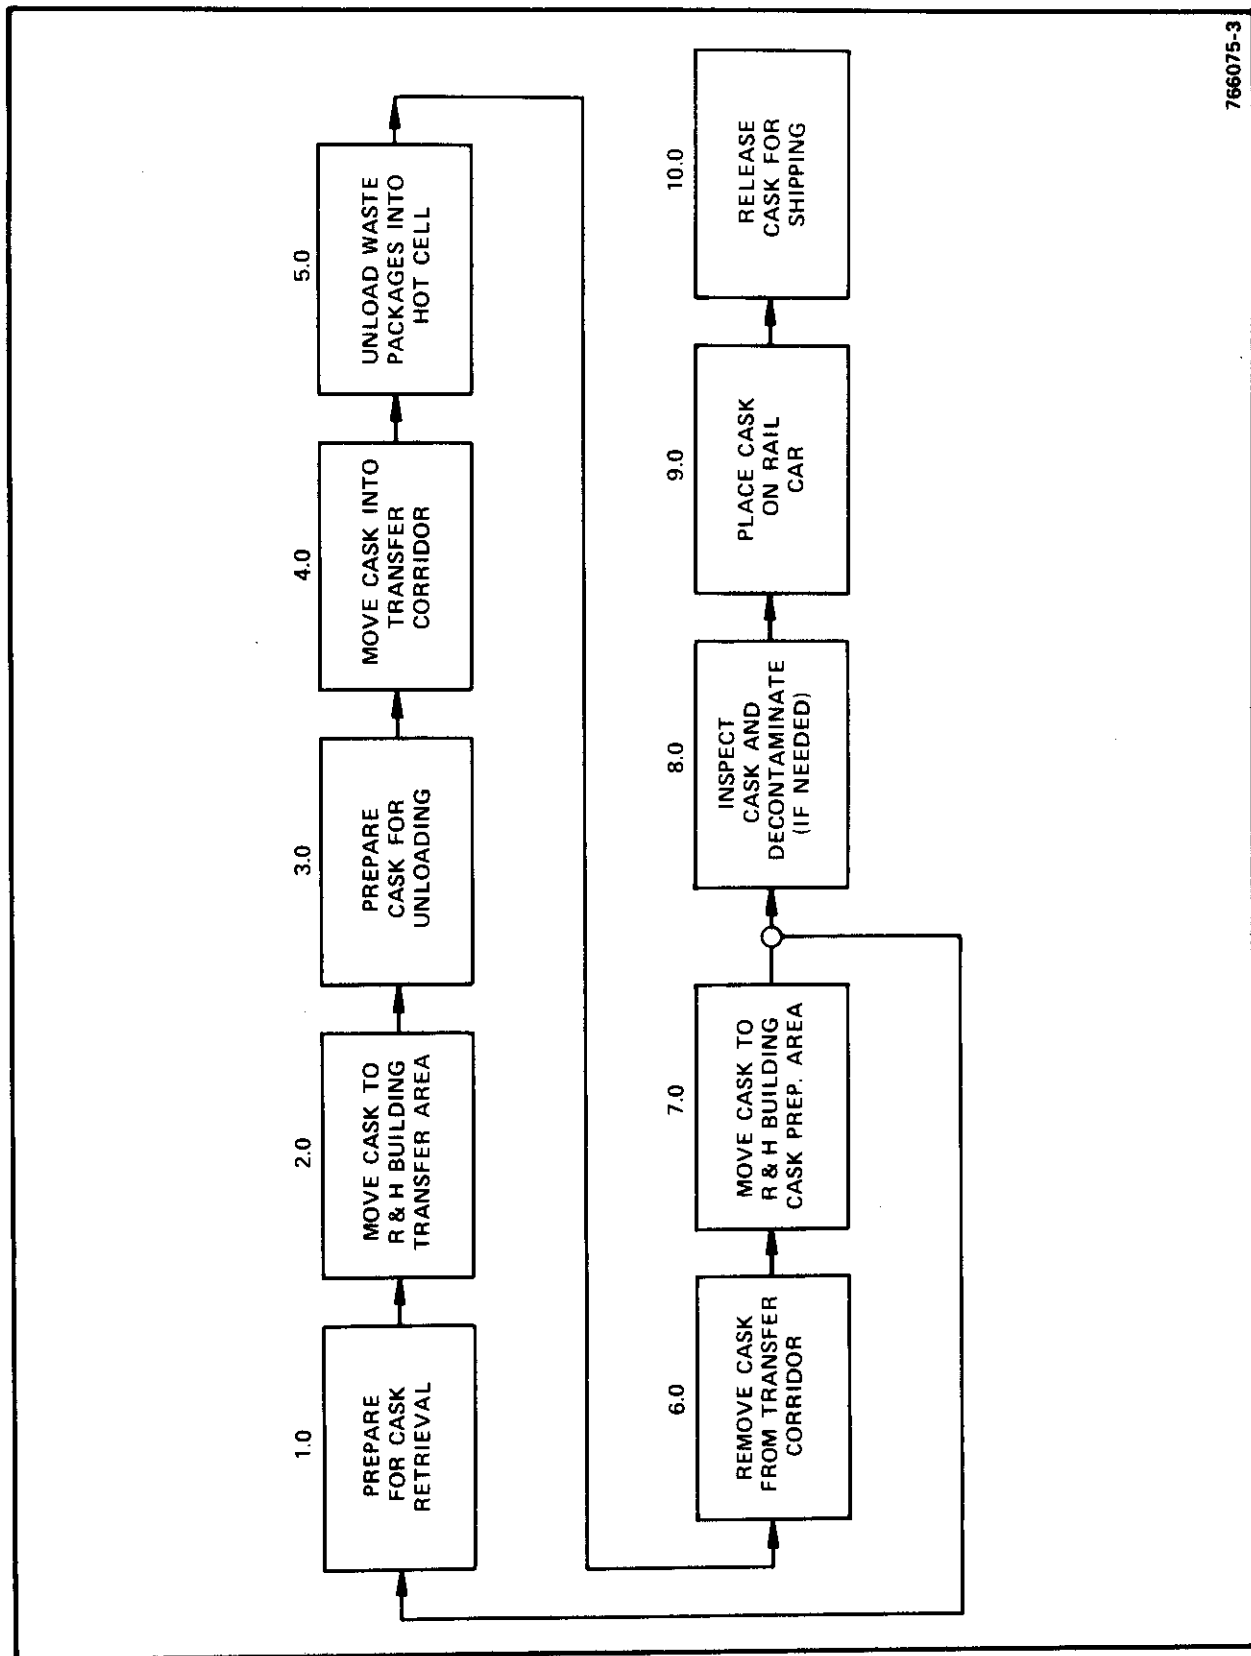 1.0
PREPARE
FOR CASK
RETRIEVAL
2.0
MOVE CASK TO
R & H BUILDING
TRANSFER AREA
3.0
PREPARE
CASK FOR
UNLOADING
4.0
MOVE CASK INTO
TRANSFER
CORRIDOR
5.0
UNLOAD WASTE
PACKAGES INTO
HOT CELL
6.0
REMOVE CASK
FROM TRANSFER
CORRIDOR
7.0
MOVE CASK TO
R & H BUILDING
CASK PREP. AREA
8.0
INSPECT
CASK AND
DECONTAMINATE
(IF NEEDED)
9.0
PLACE CASK
ON RAIL
CAR
10.0
RELEASE
CASK FOR
SHIPPING
766075-3